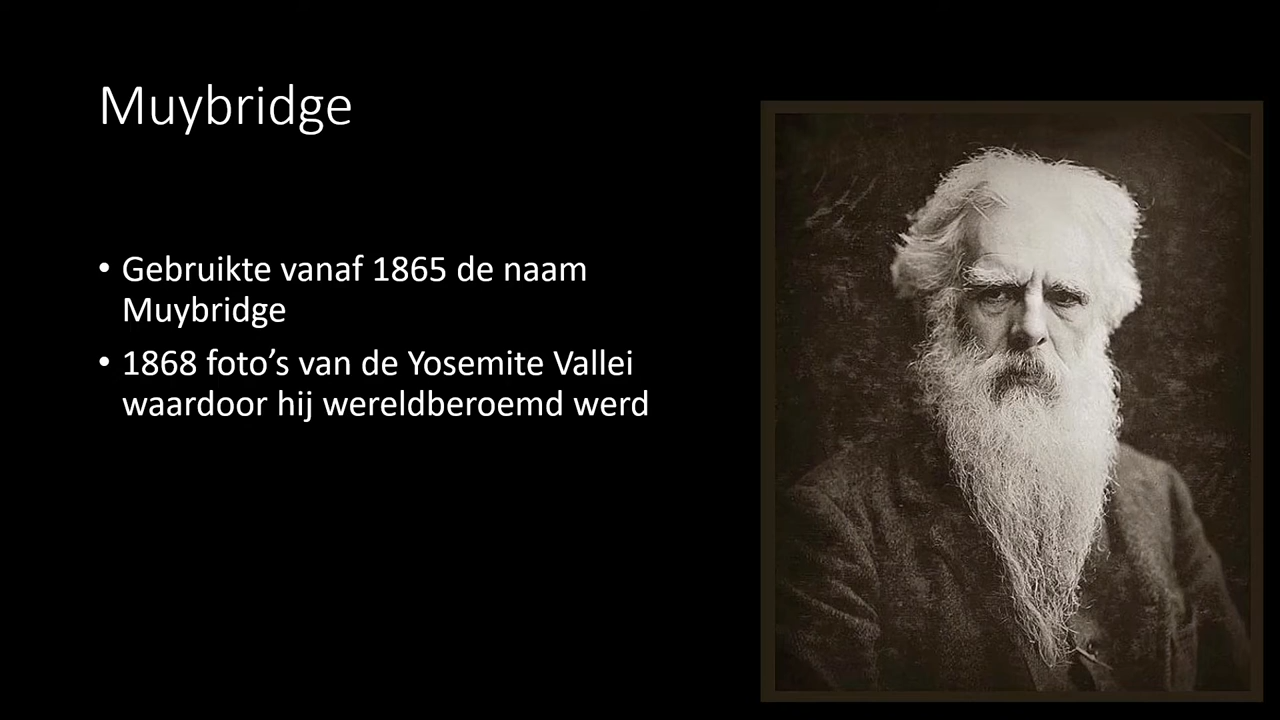 Muybridge
• Gebruikte vanaf 1865 de naam
Muybridge
• 1868 foto’s van de Yosemite Vallei
waardoor hij wereldberoemd werd